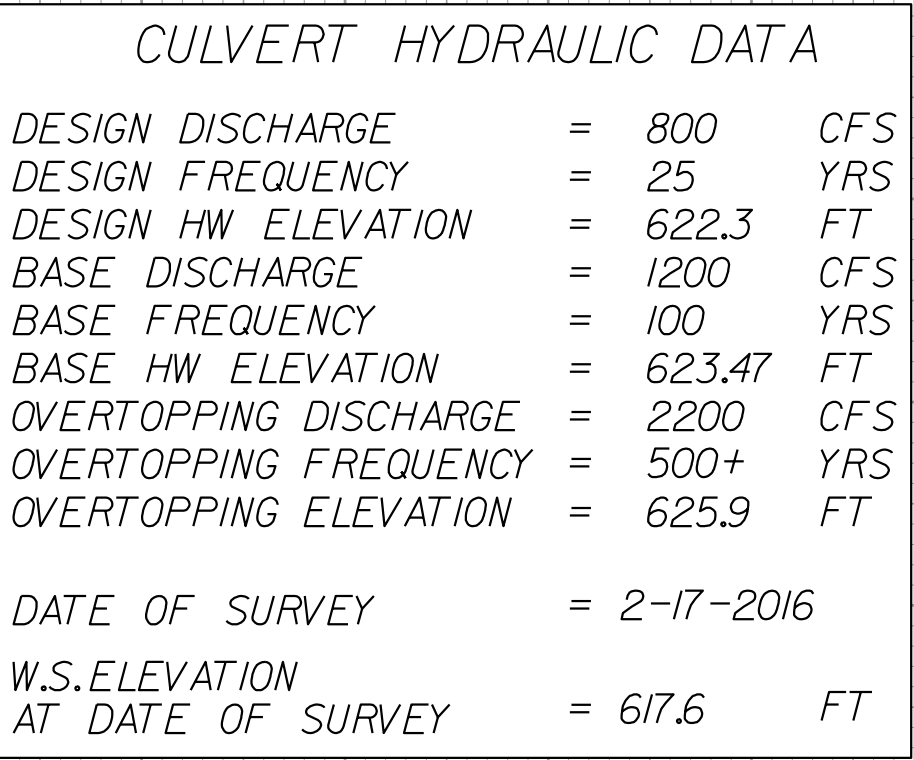 CULVERT HYDRAULIC DATA
DESIGN DISCHARGE = 800 CFS
DESIGN FREQUENCY = 25 YRS
DESIGN HW ELEVATION = 622.3 FT
BASE DISCHARGE = 1200 CFS
BASE FREQUENCY = 100 YRS
BASE HW ELEVATION = 623.47 FT
OVERTOPPING DISCHARGE = 2200 CFS
OVERTOPPING FREQUENCY = 500+ YRS
OVERTOPPING ELEVATION = 625.9 FT
DATE OF SURVEY = 2-17-2016
W.S.ELEVATION
AT DATE OF SURVEY = 617.6 FT